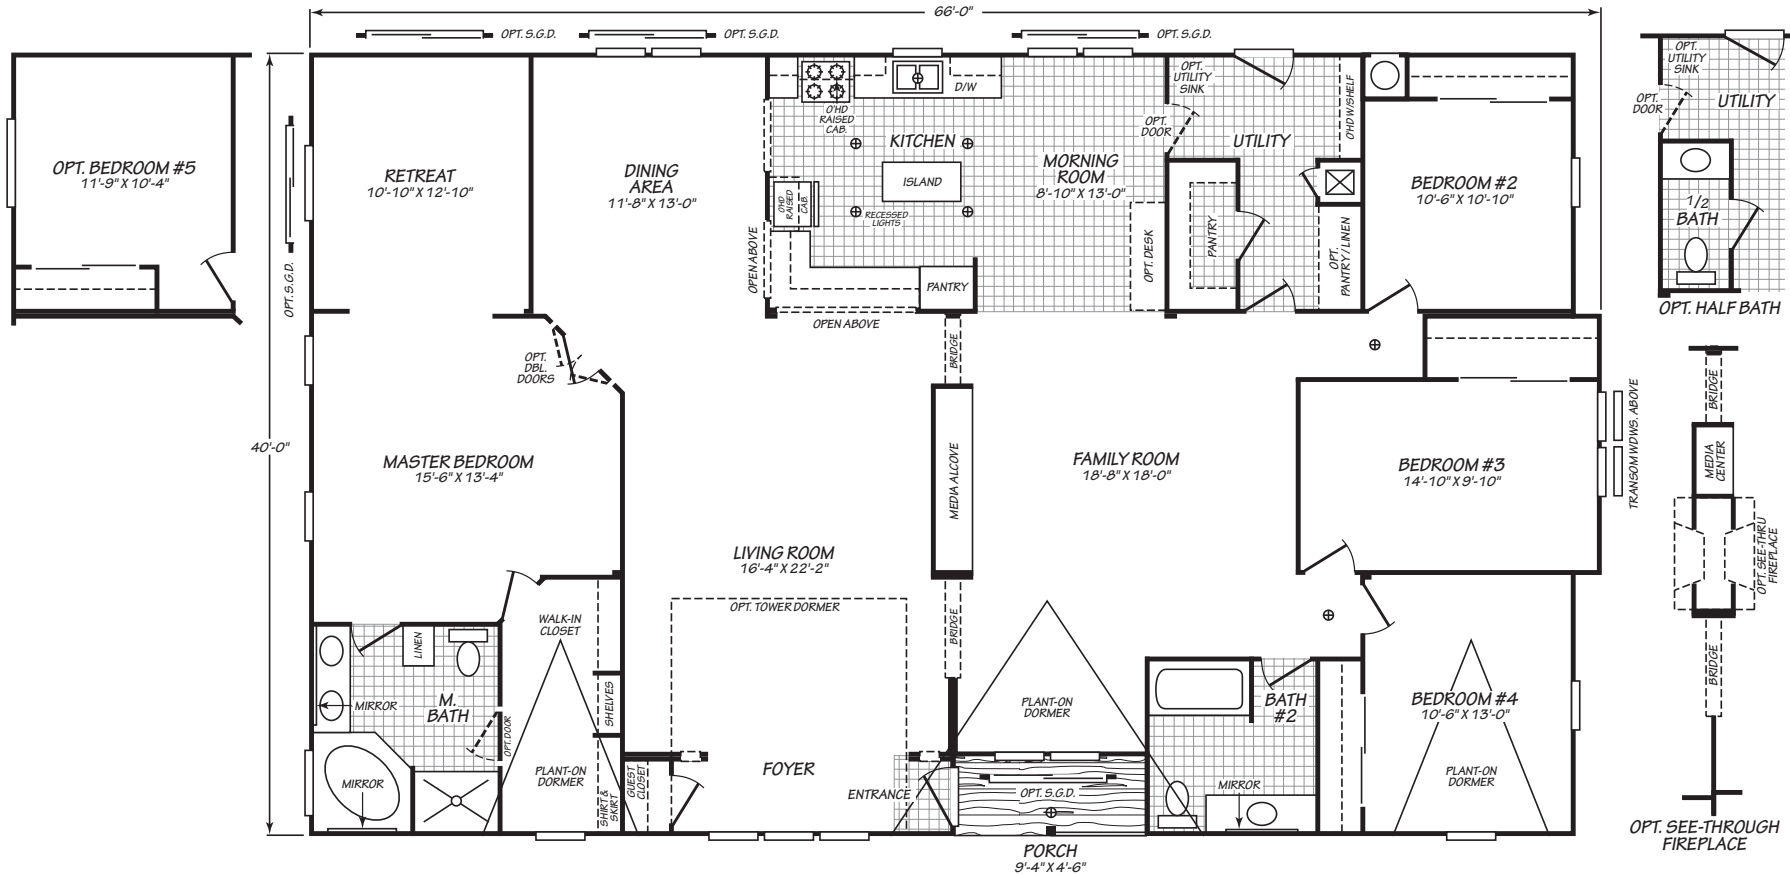 66'-0"
OPT. S.G.D.
OPT. S.G.D.
OPT. S.G.D.
OPT. BEDROOM #5
11'-9" X 10'-4"
OPT. S.G.D.
40'-0"
RETREAT
10'-10" X 12'-10"
DINING
AREA
11'-8" X 13'-0"
OPEN ABOVE
OPEN ABOVE
O'HD
RAISED
CAB.
D/W
KITCHEN
ISLAND
O'HD
RAISED
CAB.
RECESSED
LIGHTS
PANTRY
MORNING
ROOM
8'-10" X 13'-0"
OPT. DESK
OPT.
UTILITY
SINK
OPT.
DOOR
UTILITY
O'HD W/SHELF
PANTRY
OPT.
PANTRY / LINEN
BEDROOM #2
10'-6" X 10'-10"
OPT.
UTILITY
SINK
OPT.
DOOR
UTILITY
1/2
BATH
OPT. HALF BATH
OPT.
DBL.
DOORS
MASTER BEDROOM
15'-6" X 13'-4"
BRIDGE
MEDIA ALCOVE
BRIDGE
FAMILY ROOM
18'-8" X 18'-0"
BEDROOM #3
14'-10" X 9'-10"
TRANSOM WDWS. ABOVE
BRIDGE
MEDIA
CENTER
OPT. SEE-THRU
FIREPLACE
BRIDGE
OPT. SEE-THROUGH
FIREPLACE
LIVING ROOM
16'-4" X 22'-2"
OPT. TOWER DORMER
WALK-IN
CLOSET
LINEN
MIRROR
M.
BATH
OPT. DOOR
SHELVES
MIRROR
PLANT-ON
DORMER
SHIRT &
SKIRT
GUEST
CLOSET
FOYER
ENTRANCE
PLANT-ON
DORMER
OPT. S.G.D.
PORCH
9'-4" X 4'-6"
BATH
#2
MIRROR
BEDROOM #4
10'-6" X 13'-0"
PLANT-ON
DORMER